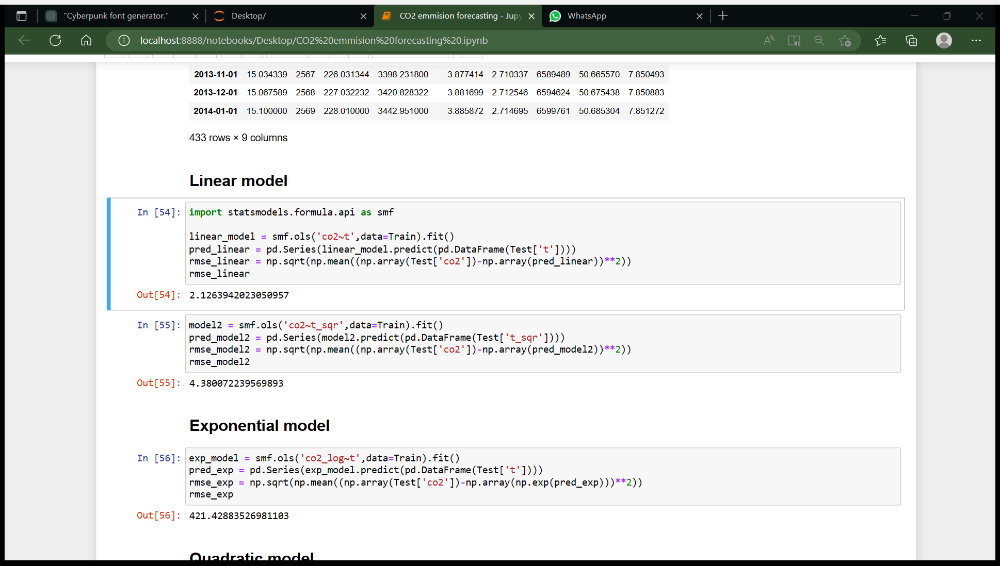 "Cyberpunk font generator."
Desktop/
CO2 emmision forecasting - Jupy
WhatsApp
localhost:8888/notebooks/Desktop/CO2%20emmision%20forecasting%20.ipynb
2013-11-01 15.034339 2567 226.031344 3398.231800 3.877414 2.710337 6589489 50.665570 7.850493
2013-12-01 15.067589 2568 227.032232 3420.828322 3.881699 2.712546 6594624 50.675438 7.850883
2014-01-01 15.100000 2569 228.010000 3442.951000 3.885872 2.714695 6599761 50.685304 7.851272
433 rows × 9 columns
Linear model
In [54]: import statsmodels.formula.api as smf
linear_model = smf.ols('co2~t',data=Train).fit()
pred_linear = pd.Series(linear_model.predict(pd.DataFrame(Test['t'])))
rmse_linear = np.sqrt(np.mean((np.array(Test['co2'])-np.array(pred_linear))**2))
rmse_linear
Out[54]: 2.1263942023050957
In [55]: model2 = smf.ols('co2~t_sqr',data=Train).fit()
pred_model2 = pd.Series(model2.predict(pd.DataFrame(Test['t_sqr'])))
rmse_model2 = np.sqrt(np.mean((np.array(Test['co2'])-np.array(pred_model2))**2))
rmse_model2
Out[55]: 4.380072239569893
Exponential model
In [56]: exp_model = smf.ols('co2_log~t',data=Train).fit()
pred_exp = pd.Series(exp_model.predict(pd.DataFrame(Test['t'])))
rmse_exp = np.sqrt(np.mean((np.array(Test['co2'])-np.array(np.exp(pred_exp)))**2))
rmse_exp
Out[56]: 421.42883526981103
Quadratic model